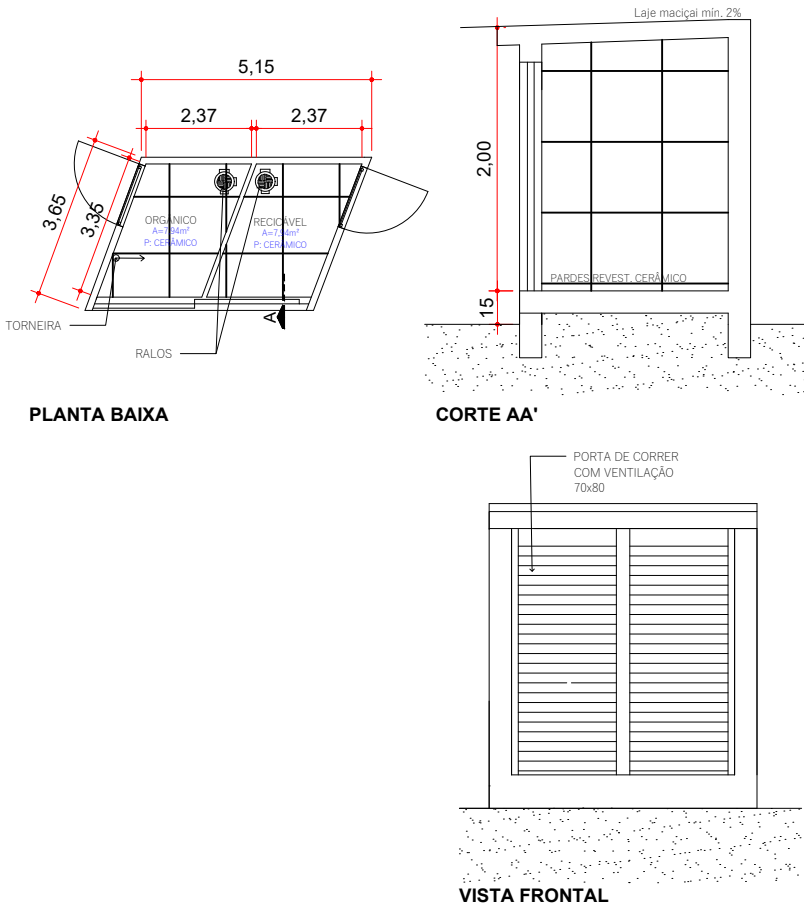 Laje maciçai mín. 2%
5,15
2,37
2,37
3,65
3,35
ORGÂNICO
A=7,94m²
P: CERÂMICO
RECICÁVEL
A=7,94m²
P: CERÂMICO
TORNEIRA
RALOS
A
PLANTA BAIXA
2,00
15
PARDES REVEST. CERÂMICO
CORTE AA'
PORTA DE CORRER
COM VENTILAÇÃO
70x80
VISTA FRONTAL